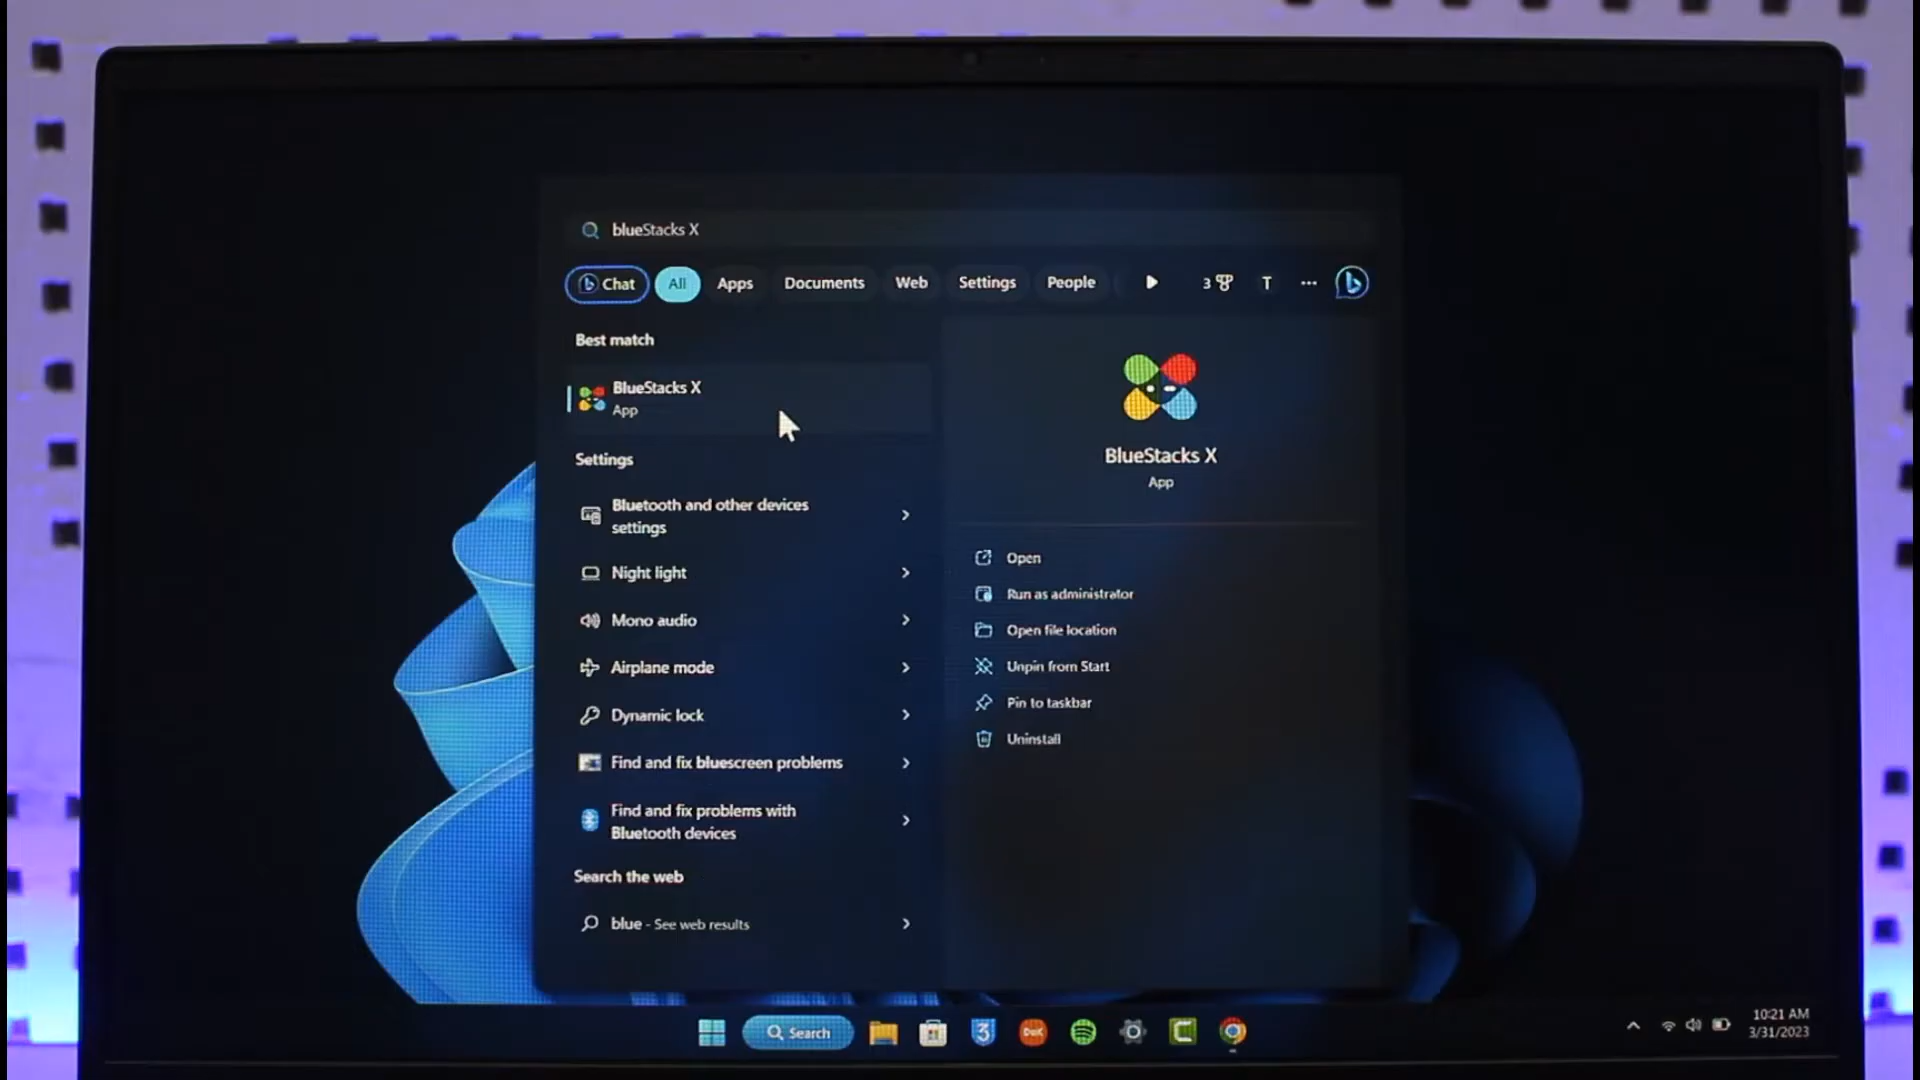 blueStacks X
Chat All Apps Documents Web Settings People 3 T ...
Best match
BlueStacks X
App
Settings
Bluetooth and other devices
settings
Night light
Mono audio
Airplane mode
Dynamic lock
Find and fix bluescreen problems
Find and fix problems with
Bluetooth devices
Search the web
blue - See web results
BlueStacks X
App
Open
Run as administrator
Open file location
Unpin from Start
Pin to taskbar
Uninstall
Search
10:21 AM
3/31/2023